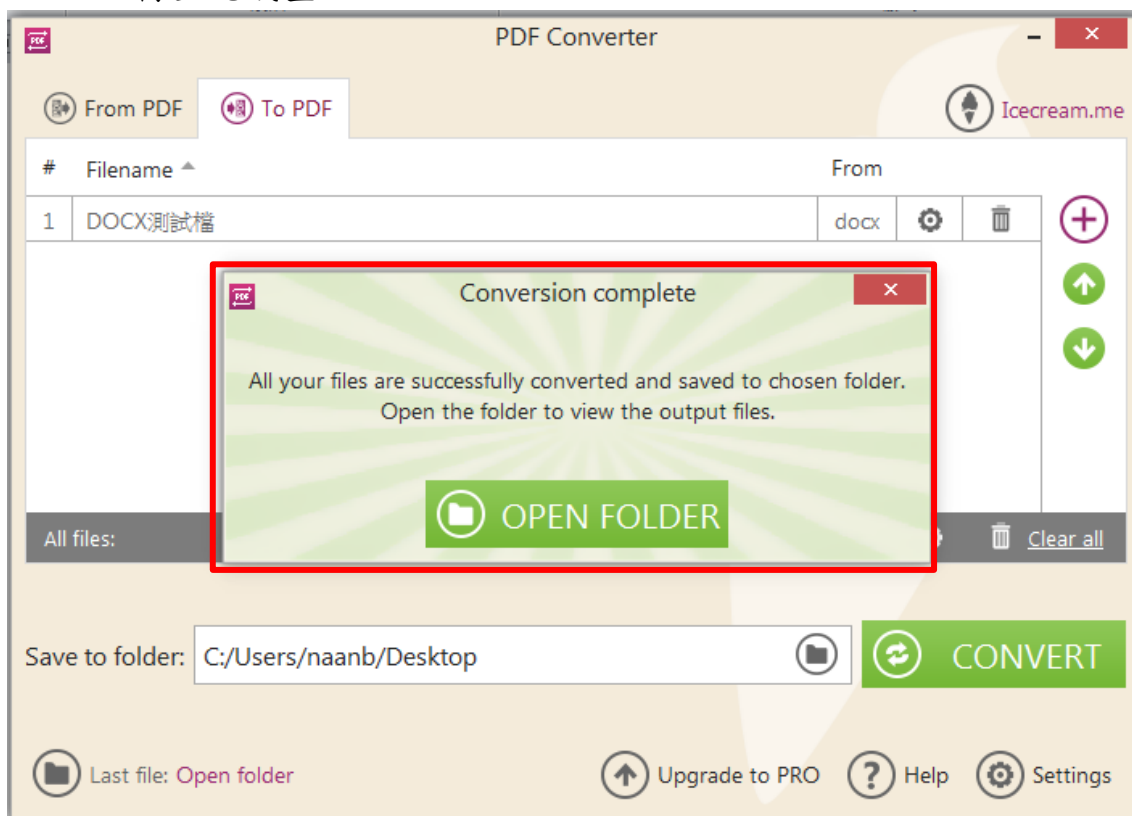 PDF Converter
From PDF
To PDF
Icecream.me
# Filename From
1 DOCX測試檔 docx
Conversion complete
All your files are successfully converted and saved to chosen folder.
Open the folder to view the output files.
OPEN FOLDER
All files:
Clear all
Save to folder: C:/Users/naanb/Desktop
CONVERT
Last file: Open folder
Upgrade to PRO
Help
Settings